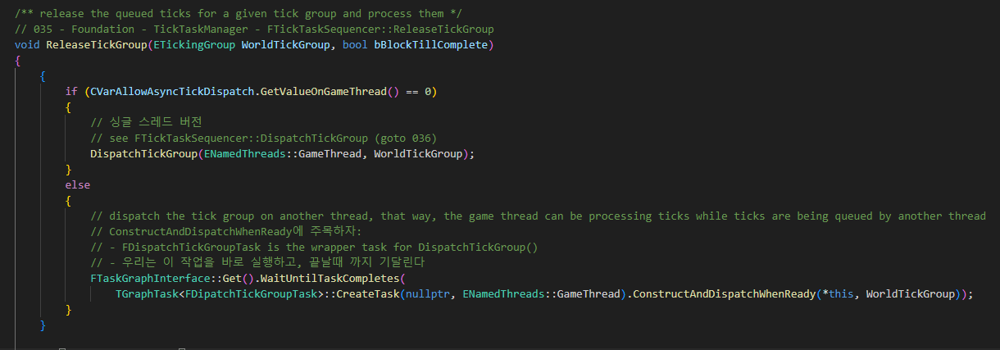 /** release the queued ticks for a given tick group and process them */
// 035 - Foundation - TickTaskManager - FTickTaskSequencer::ReleaseTickGroup
void ReleaseTickGroup(ETickingGroup WorldTickGroup, bool bBlockTillComplete)
{
{
if (CVarAllowAsyncTickDispatch.GetValueOnGameThread() == 0)
{
// 싱글 스레드 버전
// see FTickTaskSequencer::DispatchTickGroup (goto 036)
DispatchTickGroup(ENamedThreads::GameThread, WorldTickGroup);
}
else
{
// dispatch the tick group on another thread, that way, the game thread can be processing ticks while ticks are being queued by another thread
// ConstructAndDispatchWhenReady에 주목하자:
// - FDispatchTickGroupTask is the wrapper task for DispatchTickGroup()
// - 우리는 이 작업을 바로 실행하고, 끝날때 까지 기달린다
FTaskGraphInterface::Get().WaitUntilTaskCompletes(
TGraphTask<FDipatchTickGroupTask>::CreateTask(nullptr, ENamedThreads::GameThread).ConstructAndDispatchWhenReady(*this, WorldTickGroup));
}
}